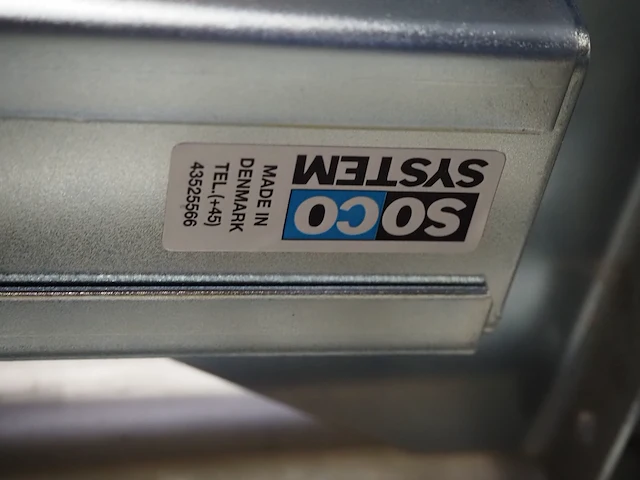 SOCO
SYSTEM
MADE IN
DENMARK
TEL.(+45)
43525566